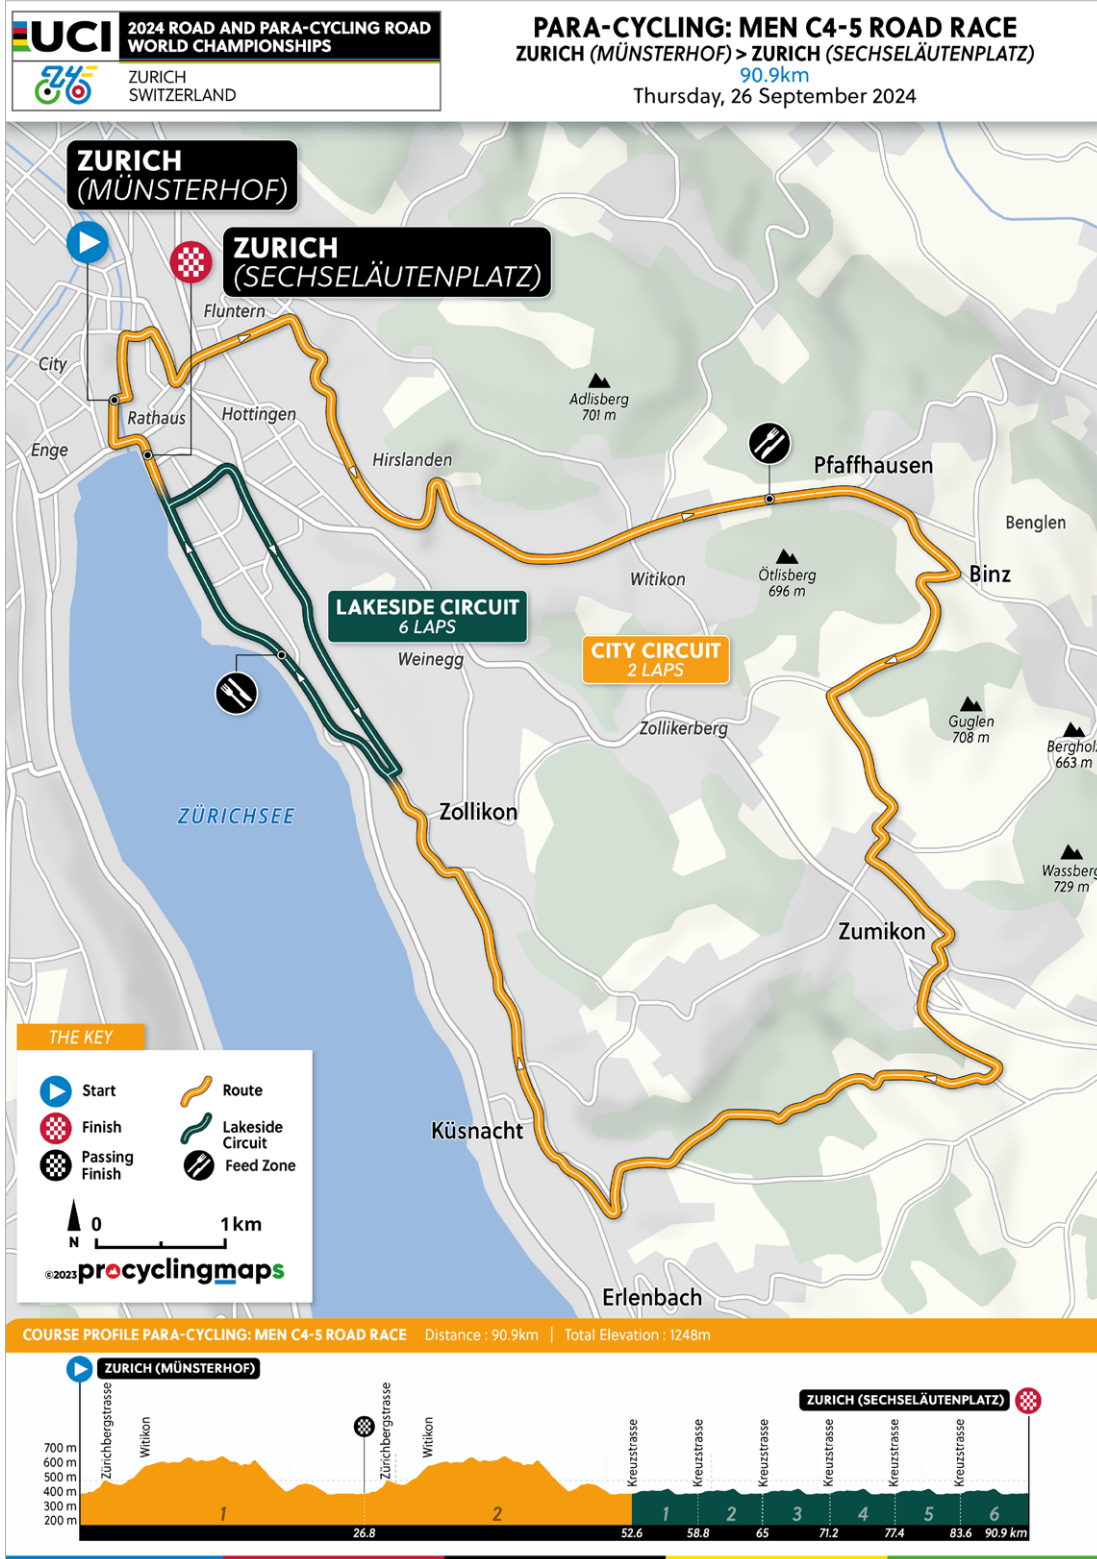 UCI
2024 ROAD AND PARA-CYCLING ROAD
WORLD CHAMPIONSHIPS
ZURICH
SWITZERLAND
PARA-CYCLING: MEN C4-5 ROAD RACE
ZURICH (MÜNSTERHOF) > ZURICH (SECHSELÄUTENPLATZ)
90.9km
Thursday, 26 September 2024
ZURICH
(MÜNSTERHOF)
ZURICH
(SECHSELÄUTENPLATZ)
Fluntern
City
Rathaus
Hottingen
Enge
Hirslanden
Adlisberg
701 m
Pfaffhausen
Benglen
Witikon
Ötlisberg
696 m
Binz
LAKESIDE CIRCUIT
6 LAPS
Weinegg
CITY CIRCUIT
2 LAPS
Zollikerberg
Guglen
708 m
Bergholz
663 m
ZÜRICHSEE
Zollikon
Wassberg
729 m
Zumikon
Küsnacht
Erlenbach
THE KEY
Start
Route
Finish
Lakeside
Circuit
Passing
Finish
Feed Zone
N
0 1 km
©2023 procyclingmaps
COURSE PROFILE PARA-CYCLING: MEN C4-5 ROAD RACE Distance : 90.9km | Total Elevation : 1248m
ZURICH (MÜNSTERHOF)
ZURICH (SECHSELÄUTENPLATZ)
Zürichbergstrasse
Witikon
Zürichbergstrasse
Witikon
Kreuzstrasse
Kreuzstrasse
Kreuzstrasse
Kreuzstrasse
Kreuzstrasse
Kreuzstrasse
700 m
600 m
500 m
400 m
300 m
200 m
1 2 1 2 3 4 5 6
26.8 52.6 58.8 65 71.2 77.4 83.6 90.9 km